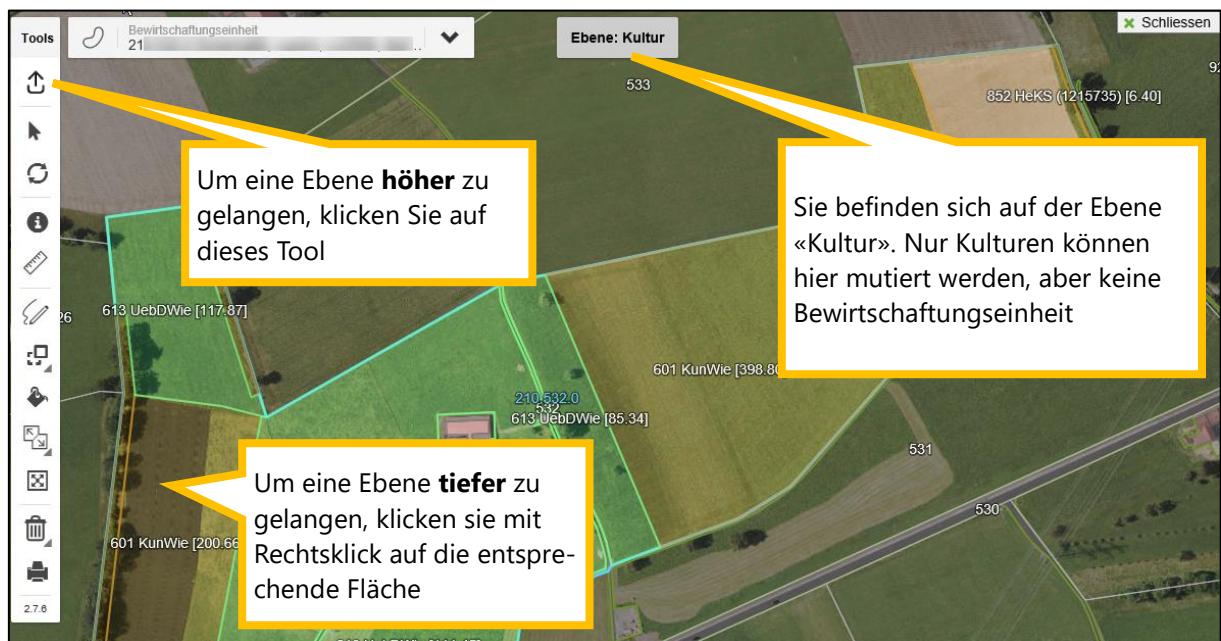 Tools
Bewirtschaftungseinheit
21
Ebene: Kultur
Schliessen
533
852 HeKS (1215735) [6.40]
Um eine Ebene höher zu
gelangen, klicken Sie auf
dieses Tool
Sie befinden sich auf der Ebene
«Kultur». Nur Kulturen können
hier mutiert werden, aber keine
Bewirtschaftungseinheit
613 UebDWie [117.87]
26
601 KunWie [398.80
210.532.0
532
613 UebDWie [85.34]
531
530
Um eine Ebene tiefer zu
gelangen, klicken sie mit
Rechtsklick auf die entspre-
chende Fläche
601 KunWie [200.66
2.7.6